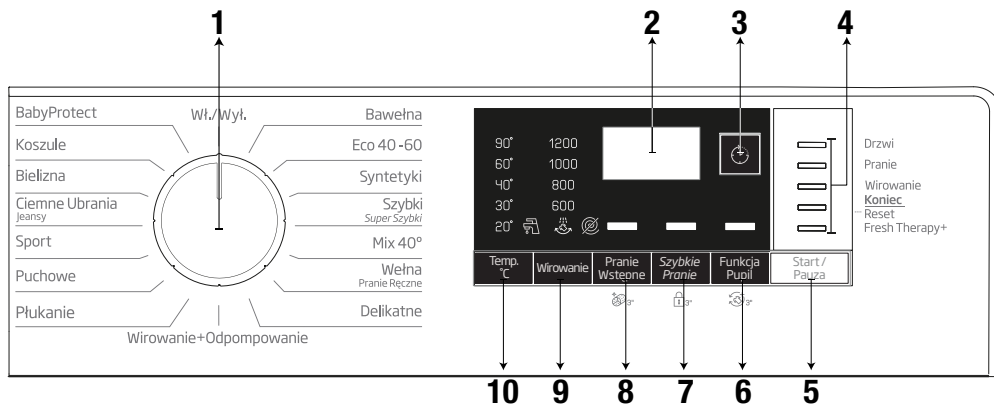 1
2
3
4
BabyProtect
Wł./Wył.
Bawełna
Koszule
Eco 40-60
Bielizna
Syntetyki
Ciemne Ubrania
Jeansy
Szybki
Super Szybki
Sport
Mix 40°
Puchowe
Wełna
Pranie Ręczne
Płukanie
Delikatne
Wirowanie+Odpompowanie
90° 1200
60° 1000
40° 800
30° 600
20°
Drzwi
Pranie
Wirowanie
Koniec
Reset
Fresh Therapy+
Temp.
°C
Wirowanie
Pranie
Wstępne
Szybkie
Pranie
Funkcja
Pupil
Start /
Pauza
3"
3"
3"
10
9
8
7
6
5